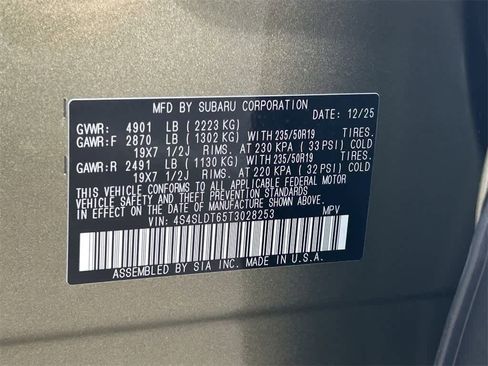 MFD BY SUBARU CORPORATION
DATE: 12/25
GVWR: 4901 LB (2223 KG)
GAWR:F 2870 LB (1302 KG) WITH 235/50R19 TIRES.
19X7 1/2J RIMS. AT 230 KPA (33 PSI) COLD
GAWR:R 2491 LB (1130 KG) WITH 235/50R19 TIRES.
19X7 1/2J RIMS. AT 220 KPA (32 PSI) COLD
THIS VEHICLE CONFORMS TO ALL APPLICABLE FEDERAL MOTOR
VEHICLE SAFETY AND THEFT PREVENTION STANDARDS
IN EFFECT ON THE DATE OF MANUFACTURE SHOWN ABOVE.
VIN: 4S4SLDT65T3028253 MPV
ASSEMBLED BY SIA INC. MADE IN U.S.A.